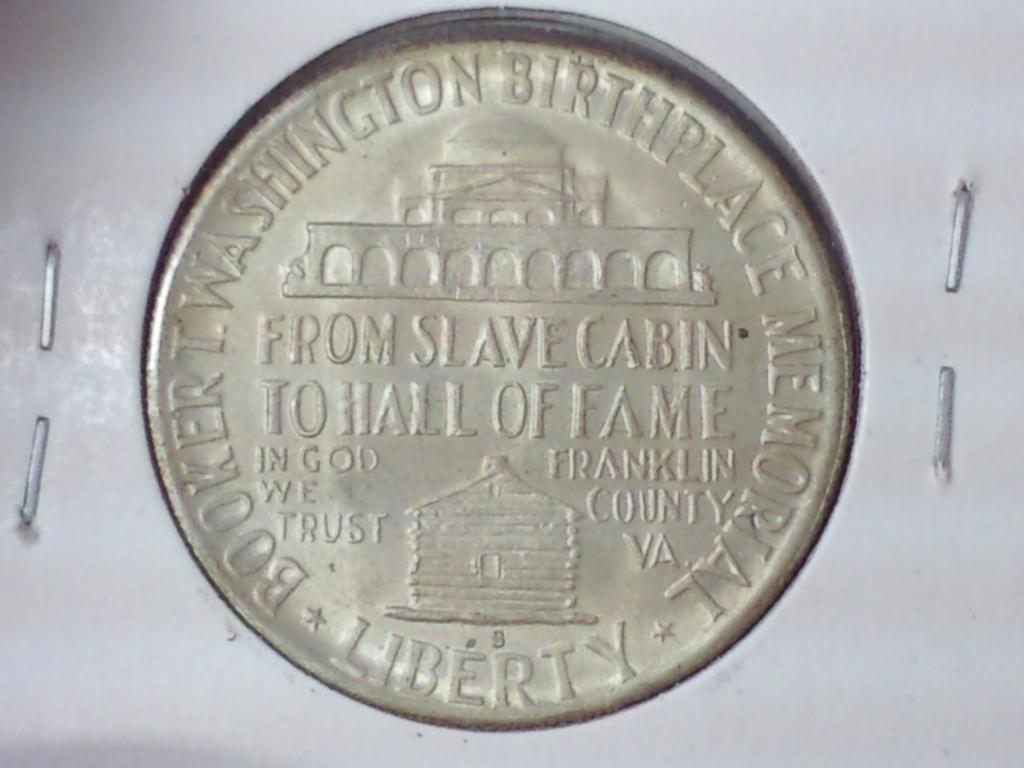 BOOKER T. WASHINGTON BIRTHPLACE MEMORIAL
FROM SLAVE CABIN
TO HALL OF FAME
IN GOD
WE
TRUST
FRANKLIN
COUNTY
VA.
LIBERTY